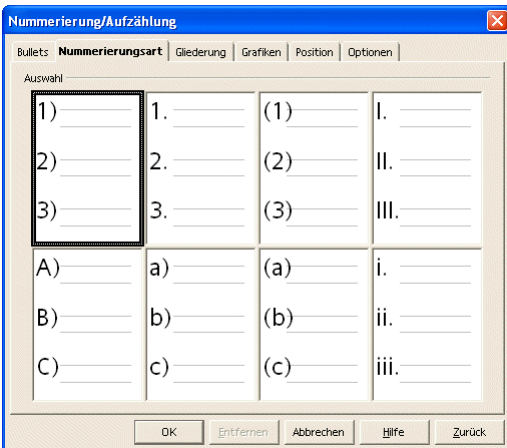 Nummerierung/Aufzählung
Bullets Nummerierungsart Gliederung Grafiken Position Optionen
Auswahl
1) 1. (1) I.
2) 2. (2) II.
3) 3. (3) III.
A) a) (a) i.
B) b) (b) ii.
C) c) (c) iii.
OK Entfernen Abbrechen Hilfe Zurück